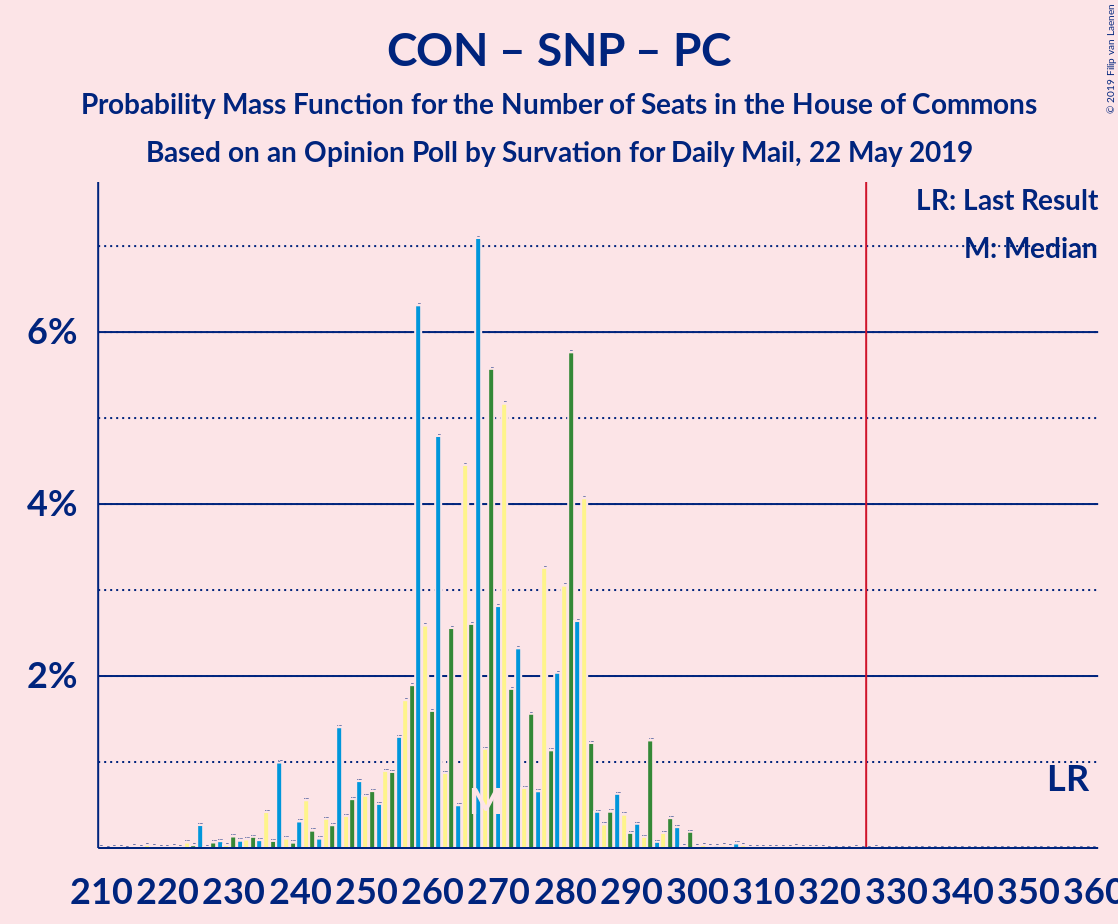 CON – SNP – PC
Probability Mass Function for the Number of Seats in the House of Commons
Based on an Opinion Poll by Survation for Daily Mail, 22 May 2019
© 2019 Filip van Laenen
LR: Last Result
M: Median
6%
4%
2%
LR
M
210 220 230 240 250 260 270 280 290 300 310 320 330 340 350 360